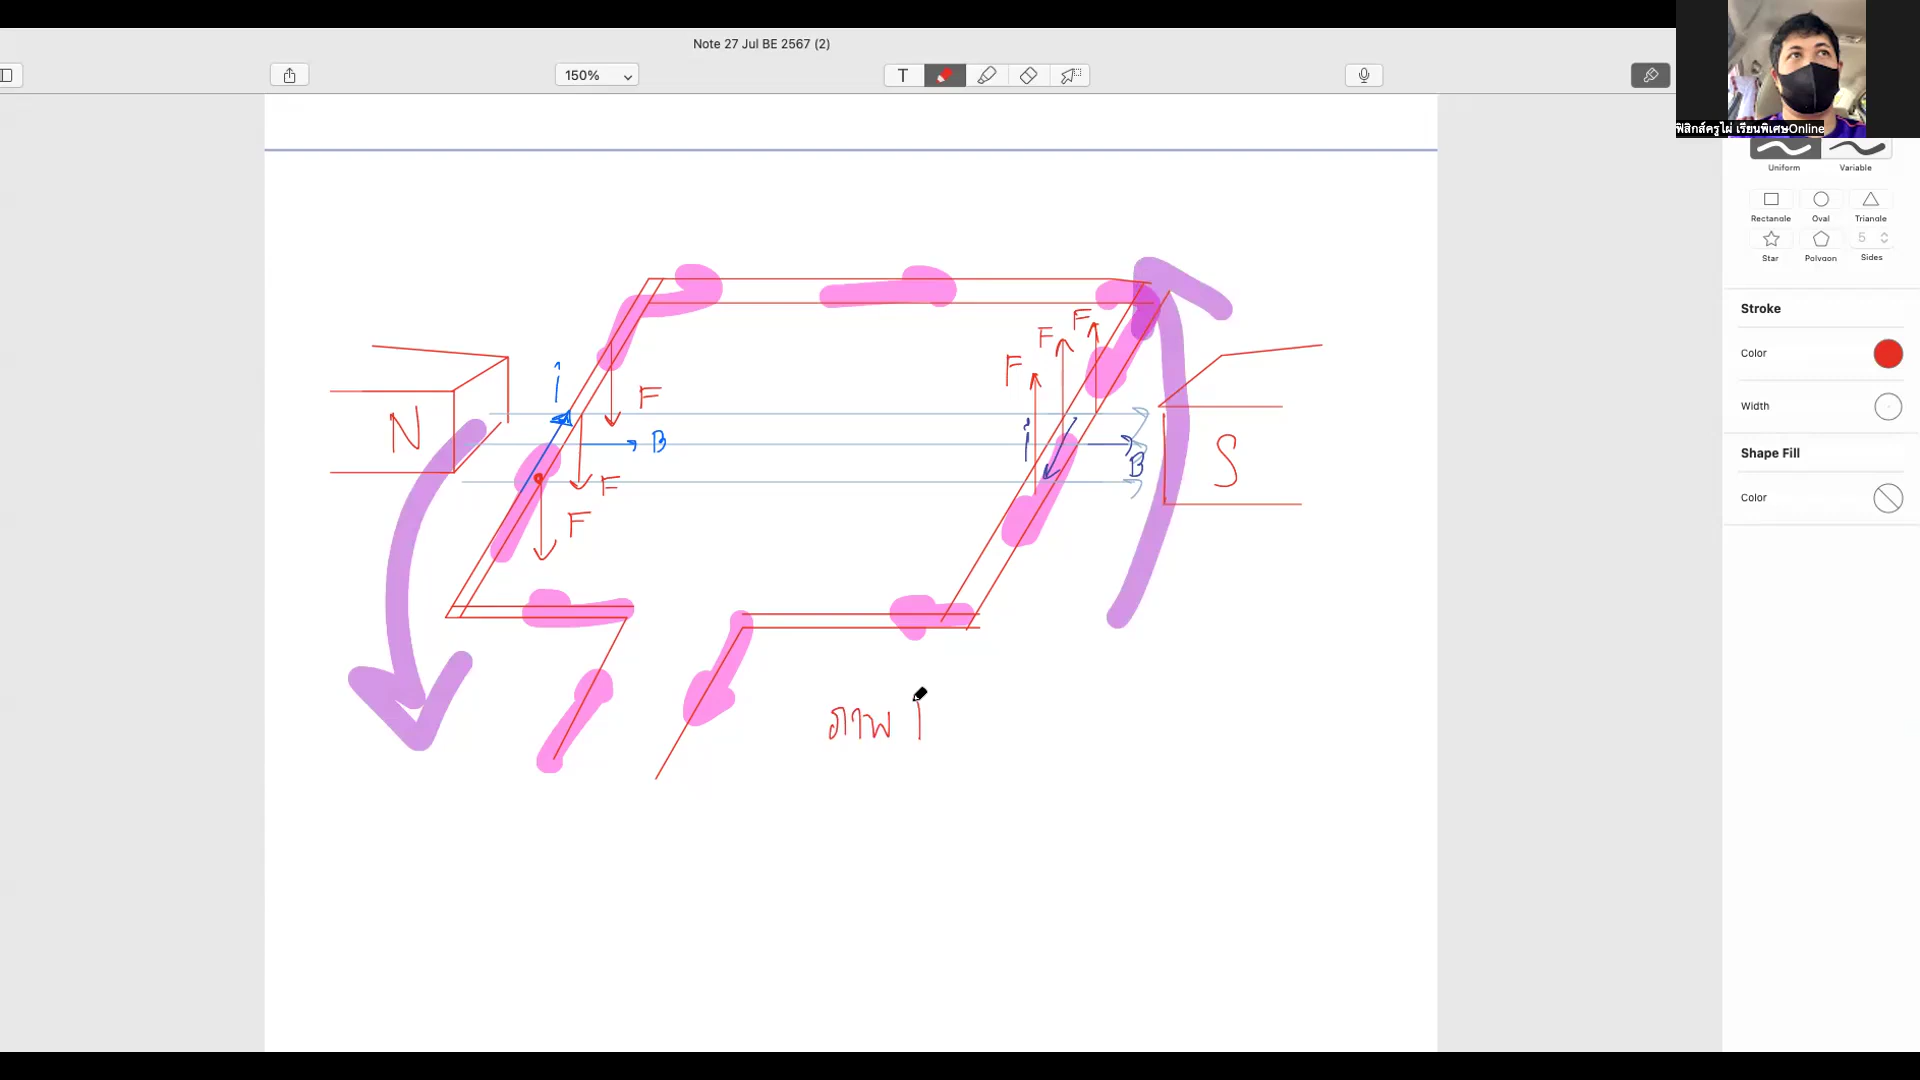 Note 27 Jul BE 2567 (2)
150%
T
ฟิสิกส์ครูไผ่ เรียนพิเศษOnline
Uniform
Variable
Rectangle
Oval
Triangle
5
Star
Polygon
Sides
Stroke
Color
Width
Shape Fill
Color
F
F
F
i
F
N
i
B
B
S
F
F
ภาพ 1